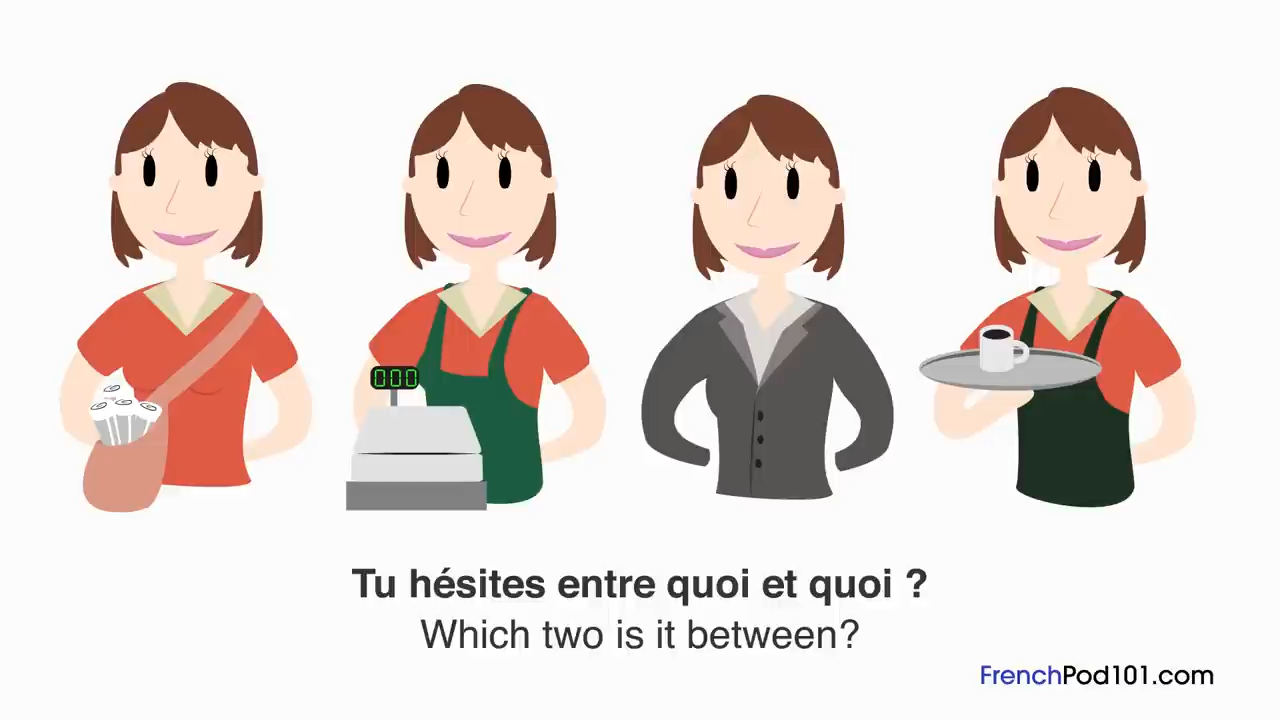 000
Tu hésites entre quoi et quoi ?
Which two is it between?
FrenchPod101.com